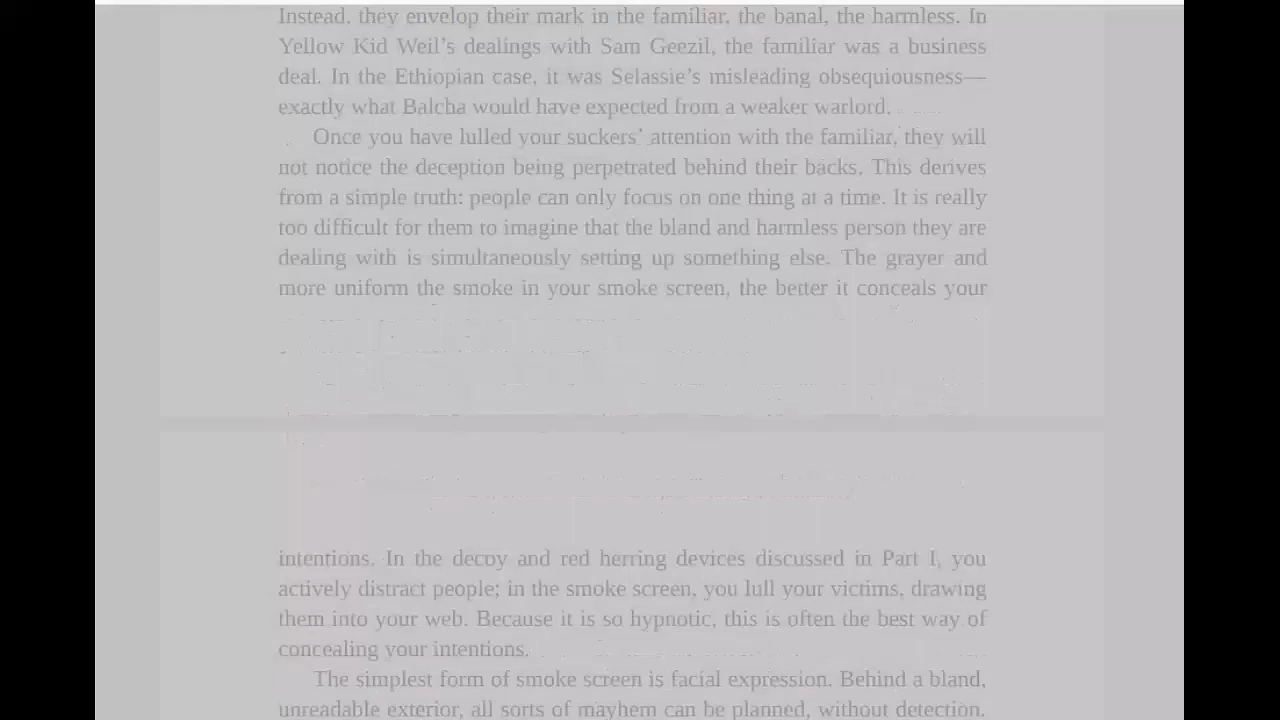 Instead, they envelop their mark in the familiar, the banal, the harmless. In
Yellow Kid Weil’s dealings with Sam Geezil, the familiar was a business
deal. In the Ethiopian case, it was Selassie’s misleading obsequiousness—
exactly what Balcha would have expected from a weaker warlord.
Once you have lulled your suckers’ attention with the familiar, they will
not notice the deception being perpetrated behind their backs. This derives
from a simple truth: people can only focus on one thing at a time. It is really
too difficult for them to imagine that the bland and harmless person they are
dealing with is simultaneously setting up something else. The grayer and
more uniform the smoke in your smoke screen, the better it conceals your
intentions. In the decoy and red herring devices discussed in Part I, you
actively distract people; in the smoke screen, you lull your victims, drawing
them into your web. Because it is so hypnotic, this is often the best way of
concealing your intentions.
The simplest form of smoke screen is facial expression. Behind a bland,
unreadable exterior, all sorts of mayhem can be planned, without detection.